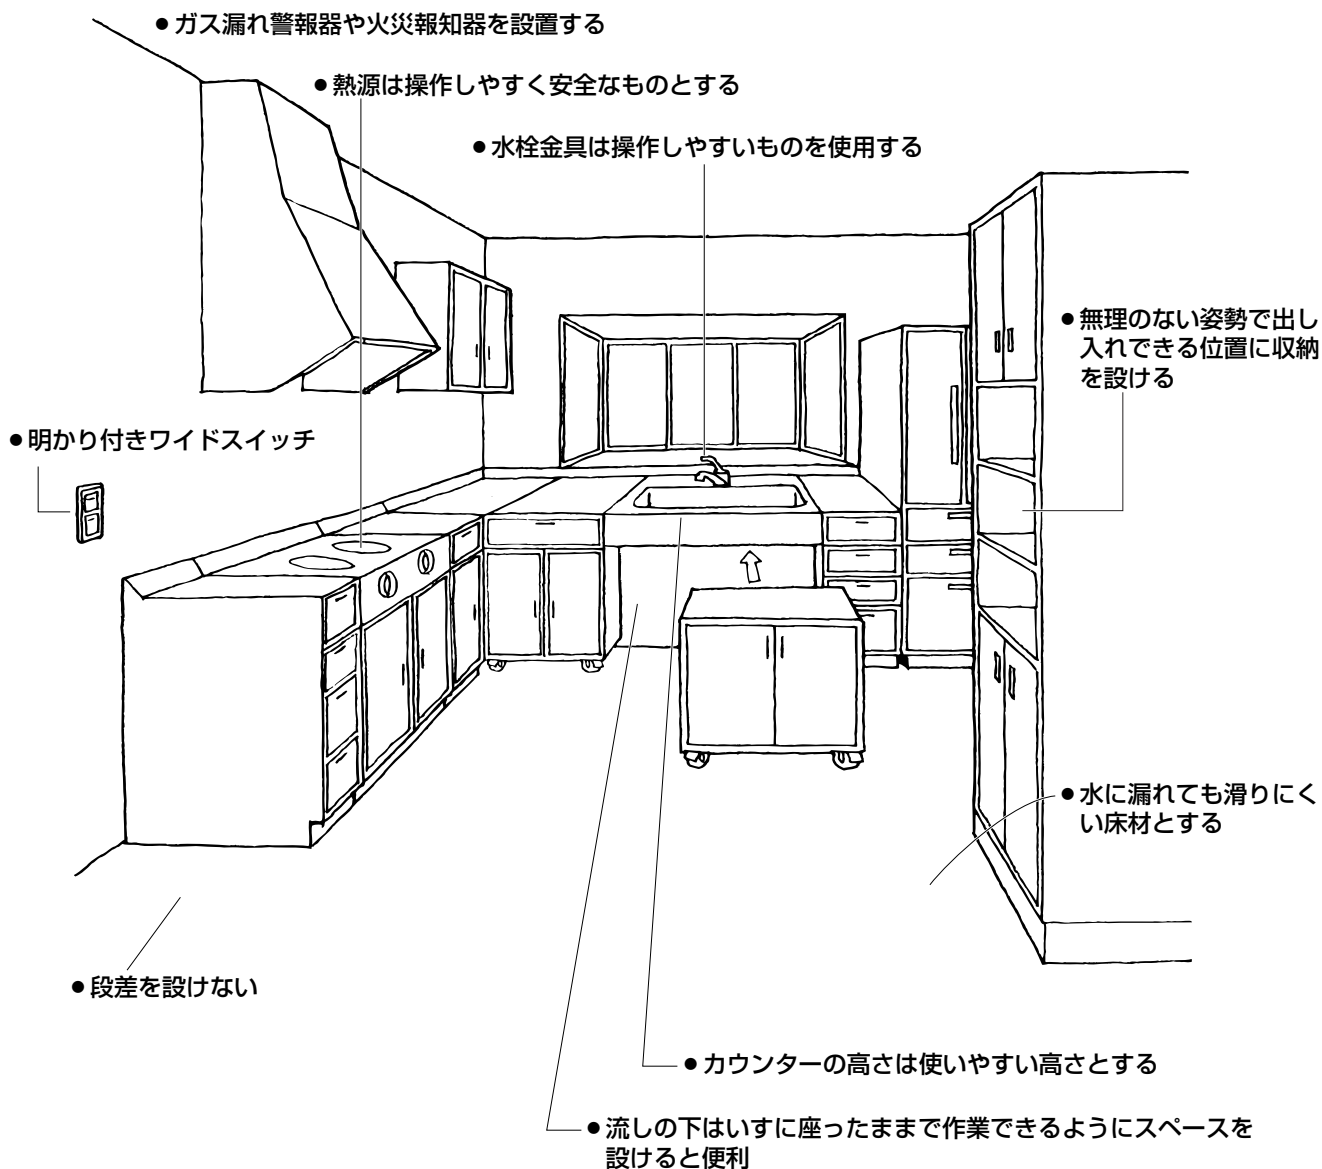 ● ガス漏れ警報器や火災報知器を設置する
● 熱源は操作しやすく安全なものとする
● 水栓金具は操作しやすいものを使用する
● 無理のない姿勢で出し
入れできる位置に収納
を設ける
● 明かり付きワイドスイッチ
● 水に漏れても滑りにく
い床材とする
● 段差を設けない
● カウンターの高さは使いやすい高さとする
● 流しの下はいすに座ったままで作業できるようにスペースを
設けると便利